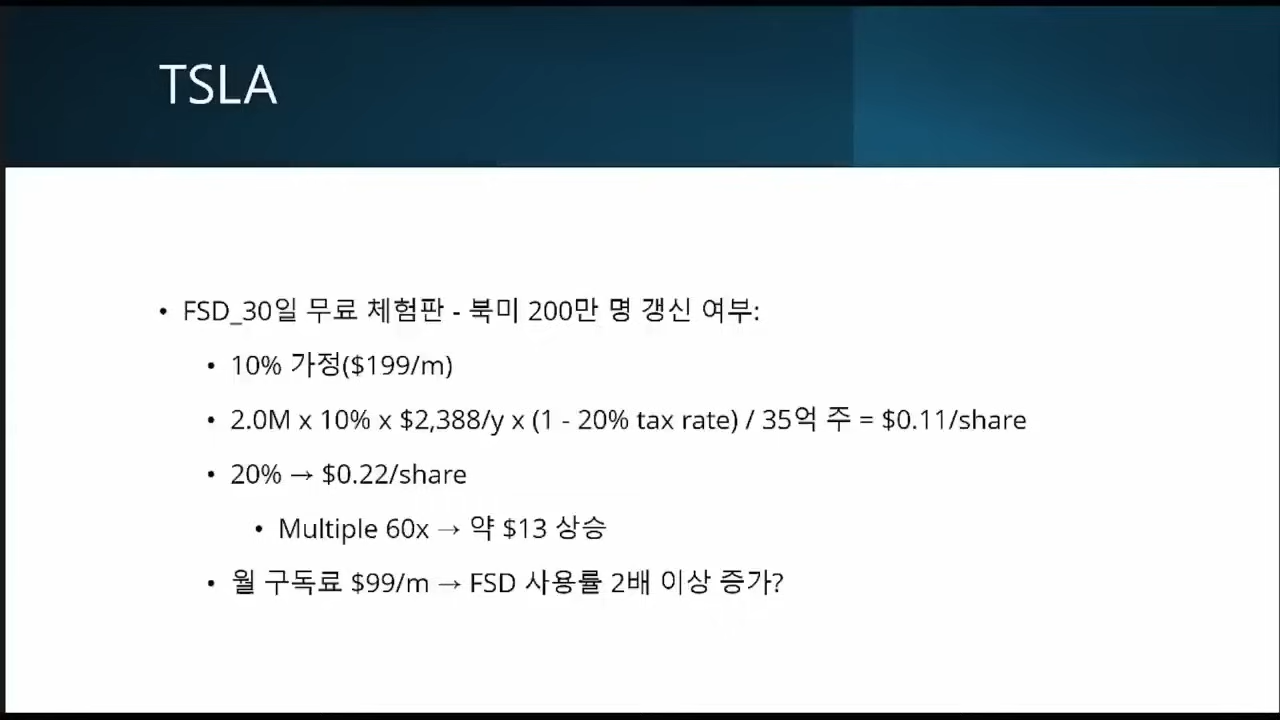 TSLA
• FSD_30일 무료 체험판 - 북미 200만 명 갱신 여부:
• 10% 가정($199/m)
• 2.0M x 10% x $2,388/y x (1 - 20% tax rate) / 35억 주 = $0.11/share
• 20% → $0.22/share
• Multiple 60x → 약 $13 상승
• 월 구독료 $99/m → FSD 사용률 2배 이상 증가?